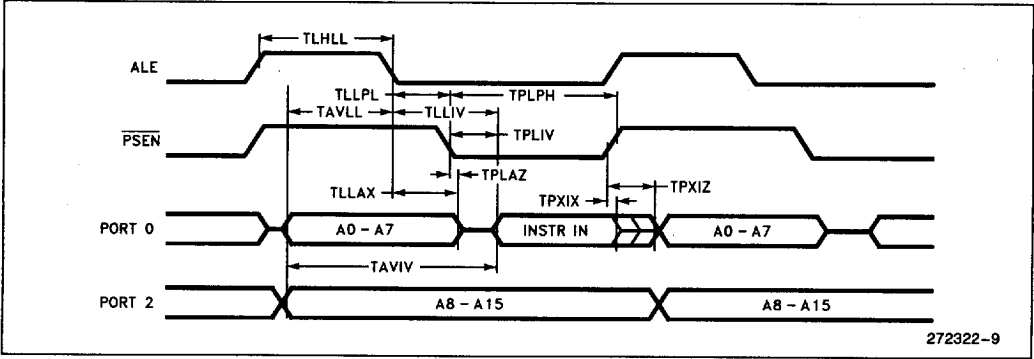 TLHLL
ALE
TLLPL TPLPH
TAVLL TLLIV
PSEN TPLIV
TPLAZ
TLLAX TPXIZ
TPXIX
PORT 0 A0 – A7 INSTR IN A0 – A7
TAVIV
PORT 2 A8 – A15 A8 – A15
272322–9